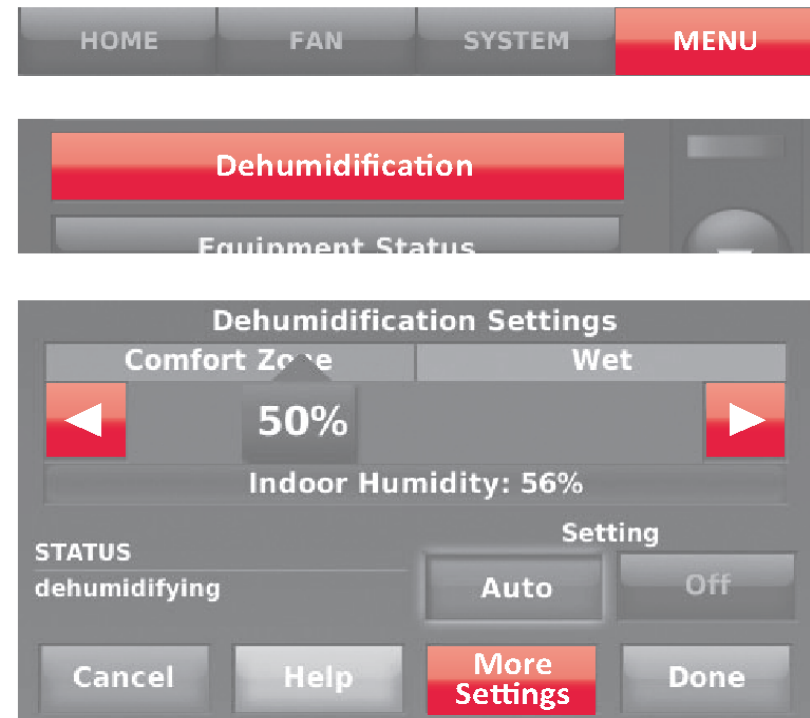 HOME FAN SYSTEM MENU
Dehumidification
Equipment Status
Dehumidification Settings
Comfort Zone Wet
50%
Indoor Humidity: 56%
Setting
STATUS
dehumidifying
Auto Off
Cancel Help More Settings Done